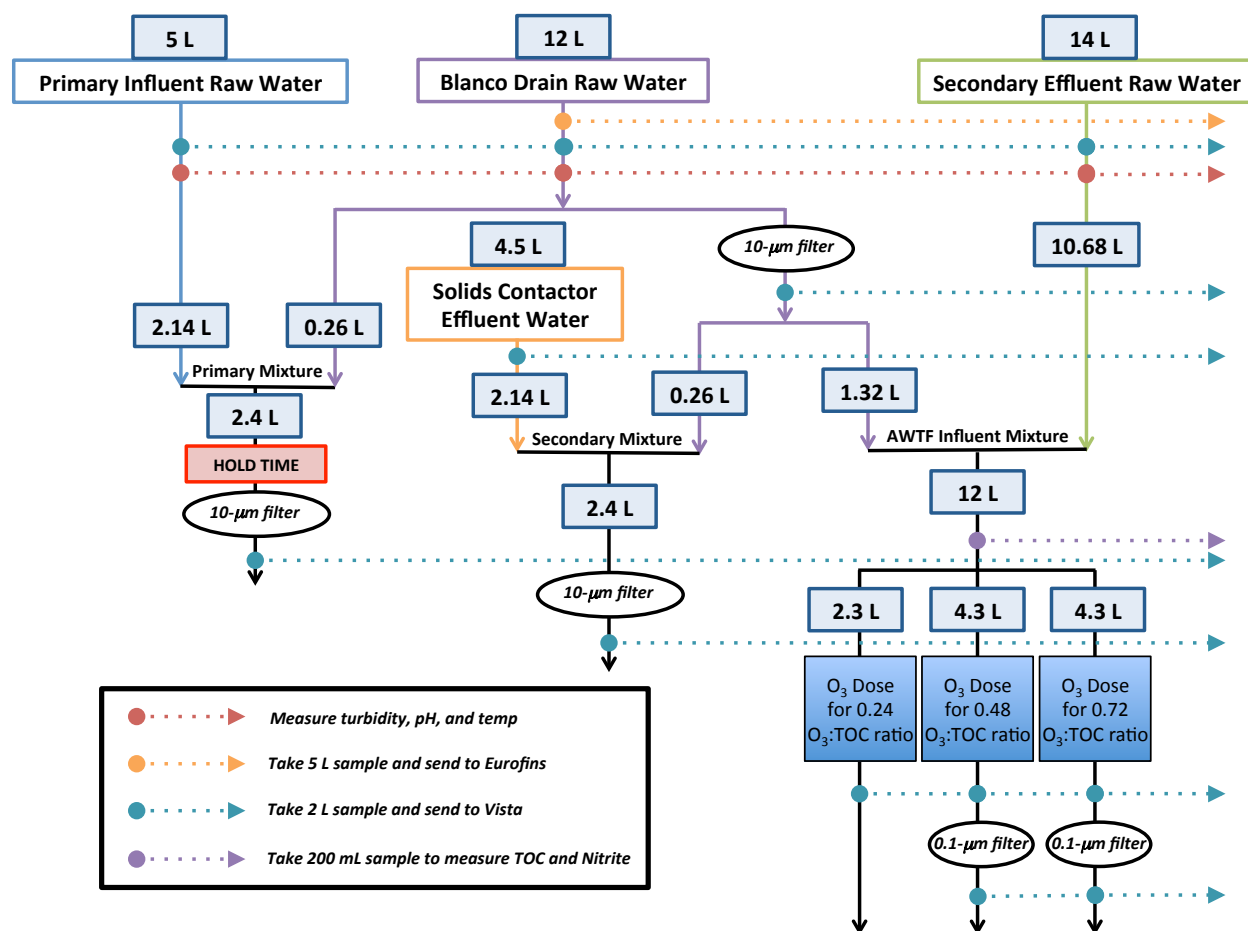 5 L
12 L
14 L
Primary Influent Raw Water
Blanco Drain Raw Water
Secondary Effluent Raw Water
4.5 L
10-μm filter
10.68 L
Solids Contactor
Effluent Water
2.14 L
0.26 L
Primary Mixture
2.14 L
0.26 L
1.32 L
2.4 L
Secondary Mixture
AWTF Influent Mixture
HOLD TIME
12 L
10-μm filter
2.4 L
10-μm filter
2.3 L
4.3 L
4.3 L
O₃ Dose
for 0.24
O₃:TOC ratio
O₃ Dose
for 0.48
O₃:TOC ratio
O₃ Dose
for 0.72
O₃:TOC ratio
0.1-μm filter
0.1-μm filter
Measure turbidity, pH, and temp
Take 5 L sample and send to Eurofins
Take 2 L sample and send to Vista
Take 200 mL sample to measure TOC and Nitrite